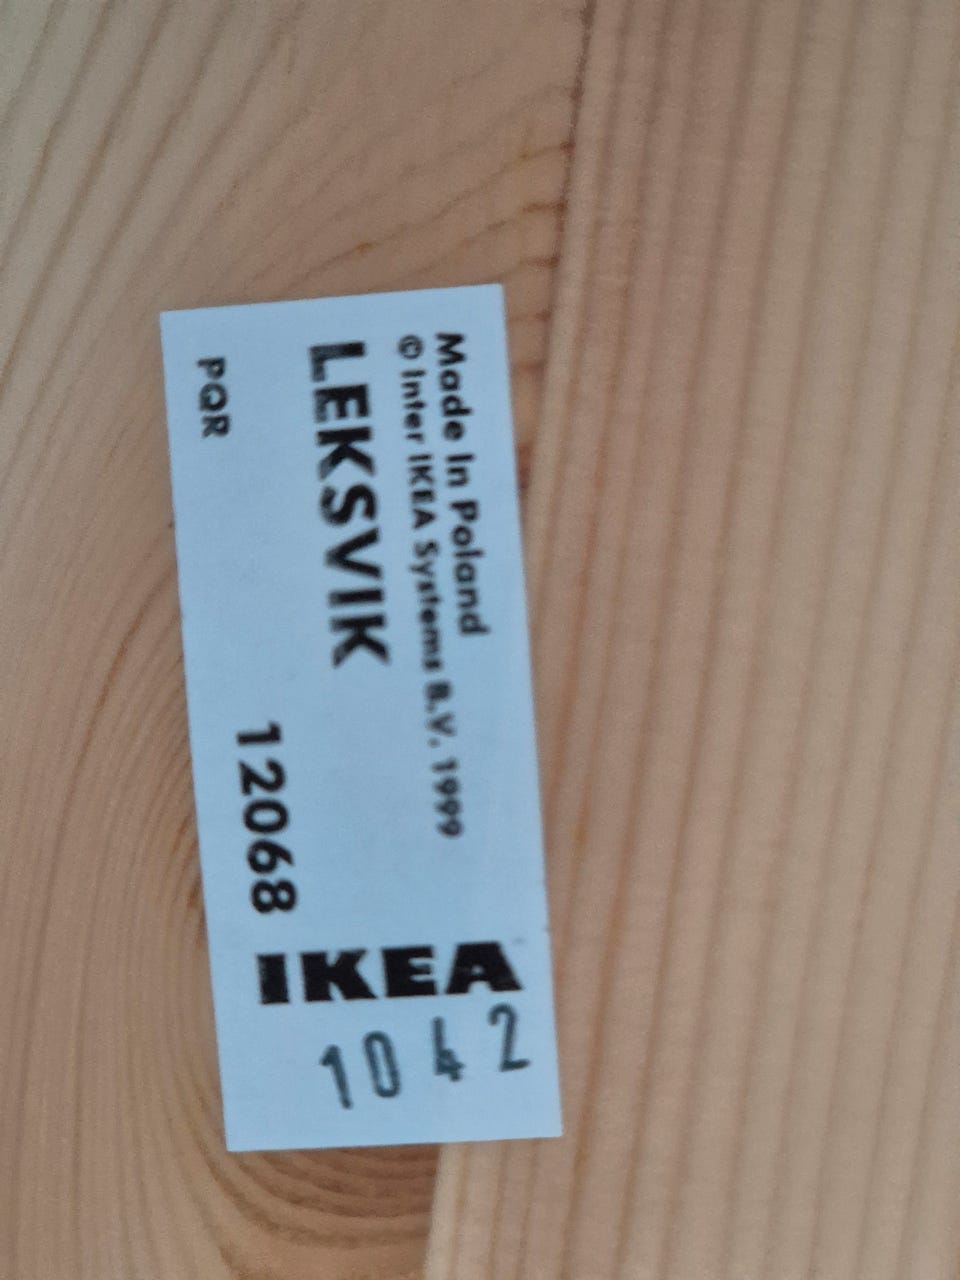 Made In Poland
© Inter IKEA Systems B.V. 1999
LEKSVIK
12068
PQR
IKEA
1042